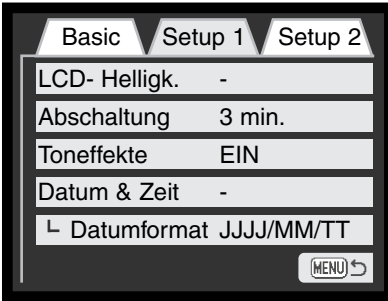 Basic Setup 1 Setup 2
LCD- Helligk. -
Abschaltung 3 min.
Toneffekte EIN
Datum & Zeit -
Datumformat JJJJ/MM/TT
MENU